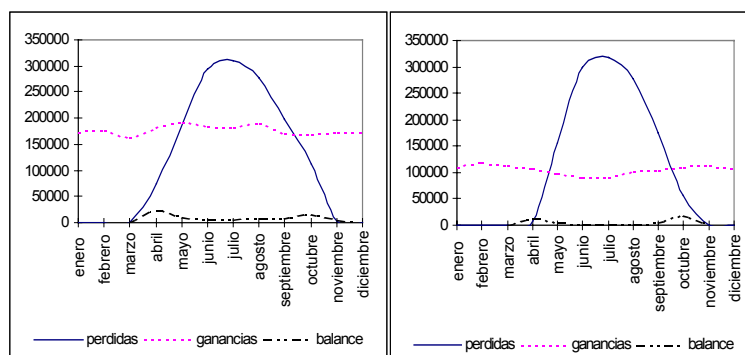 350000
300000
250000
200000
150000
100000
50000
0
enero
febrero
marzo
abril
mayo
junio
julio
agosto
septiembre
octubre
noviembre
diciembre
perdidas ganancias balance
350000
300000
250000
200000
150000
100000
50000
0
enero
febrero
marzo
abril
mayo
junio
julio
agosto
septiembre
octubre
noviembre
diciembre
perdidas ganancias balance